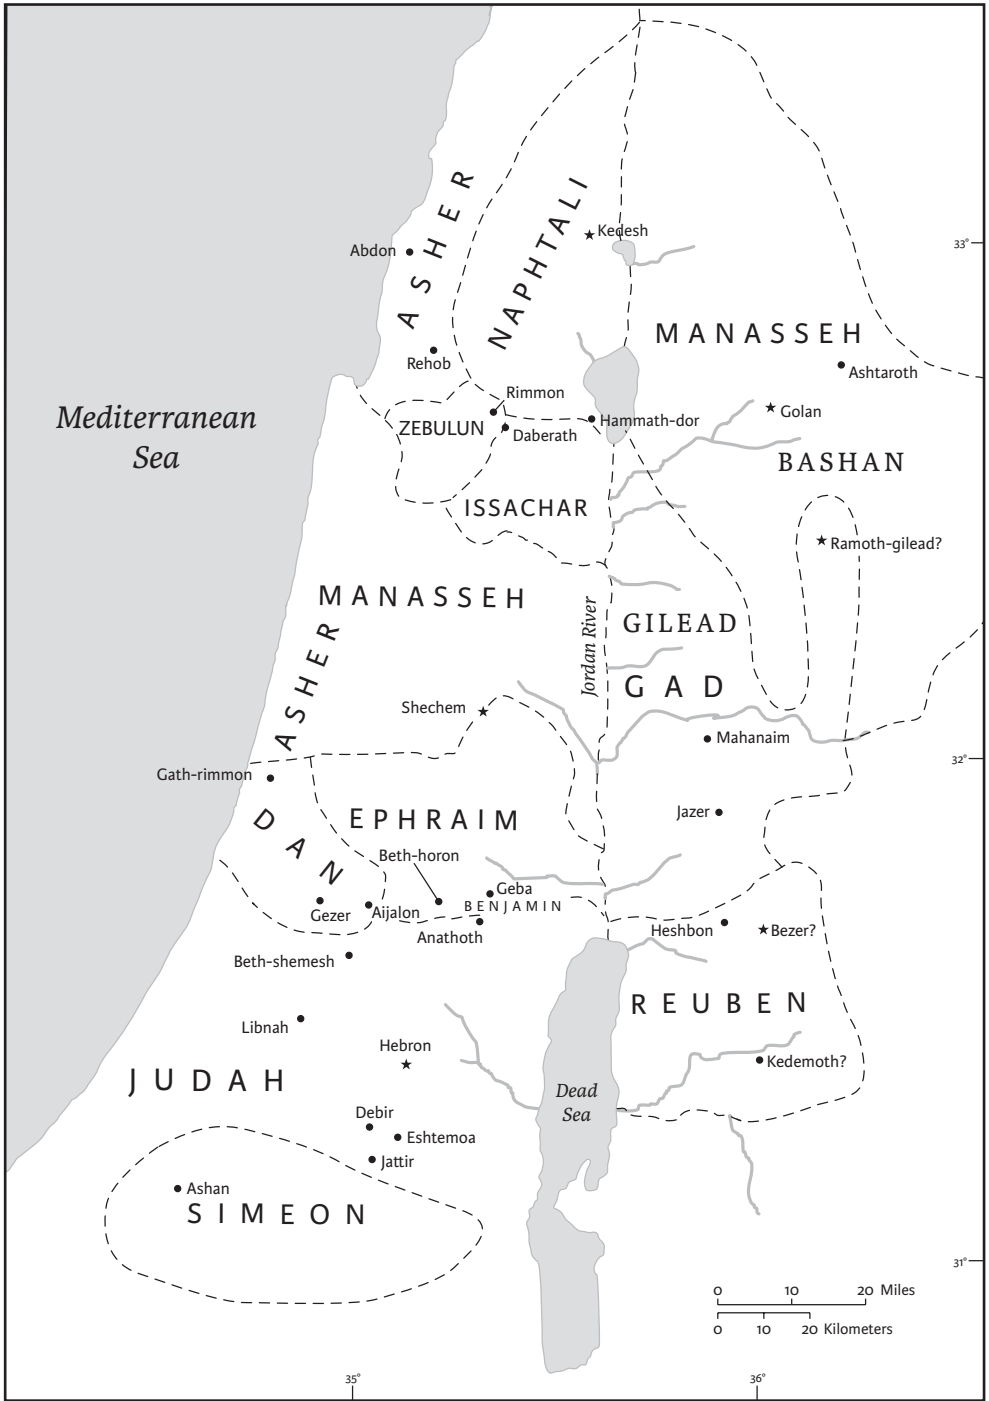 ASHER
NAPHTALI
Kedesh
33°
Abdon
MANASSEH
Rehob
Ashtaroth
Rimmon
Golan
Mediterranean
Sea
ZEBULUN
Daberath
Hammath-dor
BASHAN
ISSACHAR
Ramoth-gilead?
MANASSEH
GILEAD
ASHER
Jordan River
GAD
Shechem
Mahanaim
32°
Gath-rimmon
Jazer
DAN
EPHRAIM
Beth-horon
Geba
BENJAMIN
Gezer
Aijalon
Anathoth
Heshbon
Bezer?
Beth-shemesh
REUBEN
Libnah
Hebron
Kedemoth?
JUDAH
Dead
Sea
Debir
Eshtemoa
Jattir
Ashan
SIMEON
31°
0 10 20 Miles
0 10 20 Kilometers
35°
36°